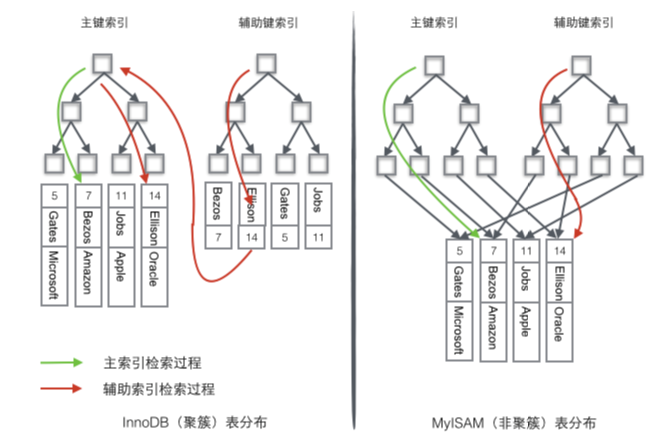 主键索引
辅助键索引
主键索引
辅助键索引
5
Gates
Microsoft
7
Bezos
Amazon
11
Jobs
Apple
14
Ellison
Oracle
Bezos
7
Ellison
14
Gates
5
Jobs
11
5
Gates
Microsoft
7
Bezos
Amazon
11
Jobs
Apple
14
Ellison
Oracle
主索引检索过程
辅助索引检索过程
InnoDB（聚簇）表分布
MyISAM（非聚簇）表分布